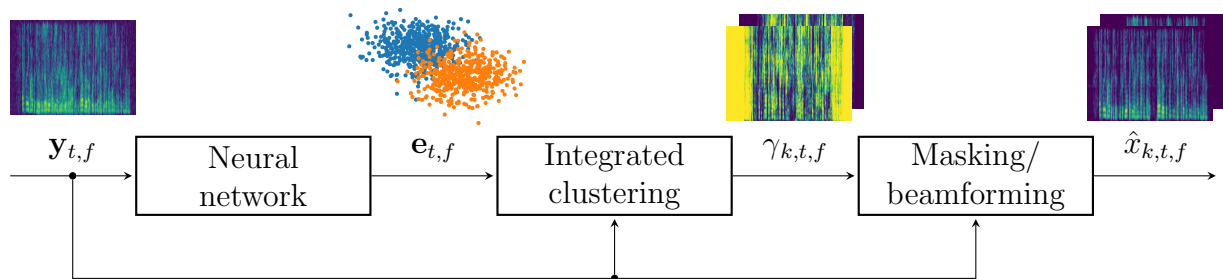 𝐲_{t,f}
Neural
network
𝐞_{t,f}
Integrated
clustering
γ_{k,t,f}
Masking/
beamforming
x̂_{k,t,f}